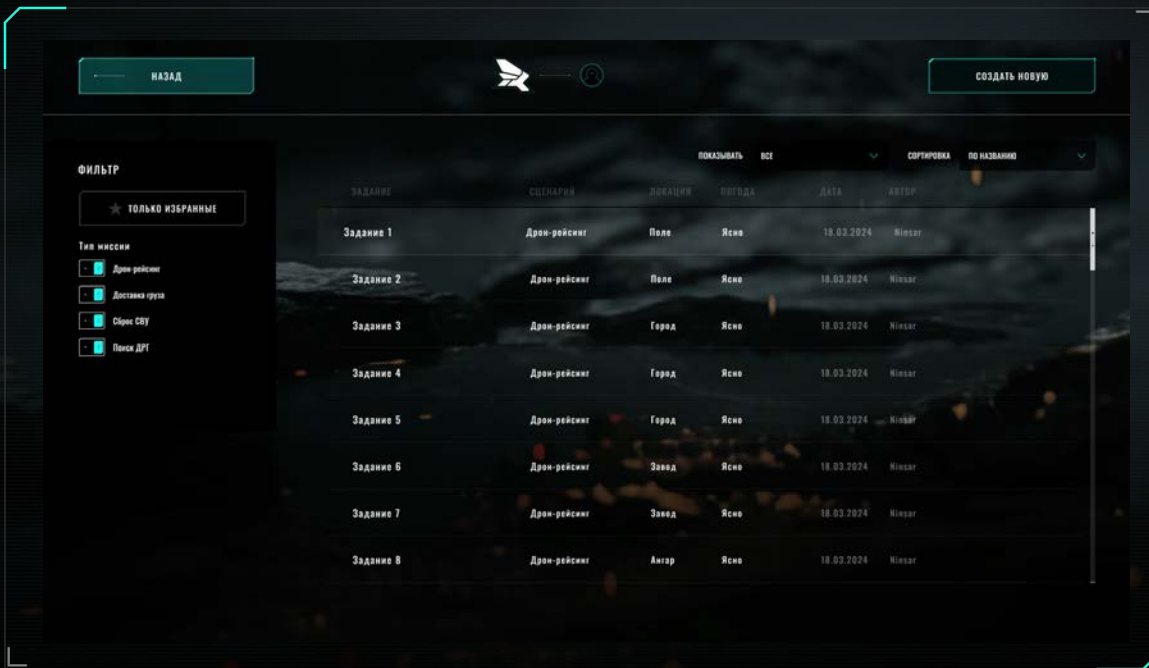 НАЗАД
СОЗДАТЬ НОВУЮ
ФИЛЬТР
ТОЛЬКО ИЗБРАННЫЕ
Тип миссии
Дрон-рейсинг
Доставка груза
Сброс СВУ
Поиск ДРГ
ПОКАЗЫВАТЬ ВСЕ СОРТИРОВКА ПО НАЗВАНИЮ
ЗАДАНИЕ СЦЕНАРИЙ ЛОКАЦИЯ ПОГОДА ДАТА АВТОР
Задание 1 Дрон-рейсинг Поле Ясно 18.03.2024 Ninsar
Задание 2 Дрон-рейсинг Поле Ясно 18.03.2024 Ninsar
Задание 3 Дрон-рейсинг Город Ясно 18.03.2024 Ninsar
Задание 4 Дрон-рейсинг Город Ясно 18.03.2024 Ninsar
Задание 5 Дрон-рейсинг Город Ясно 18.03.2024 Ninsar
Задание 6 Дрон-рейсинг Завод Ясно 18.03.2024 Ninsar
Задание 7 Дрон-рейсинг Завод Ясно 18.03.2024 Ninsar
Задание 8 Дрон-рейсинг Ангар Ясно 18.03.2024 Ninsar